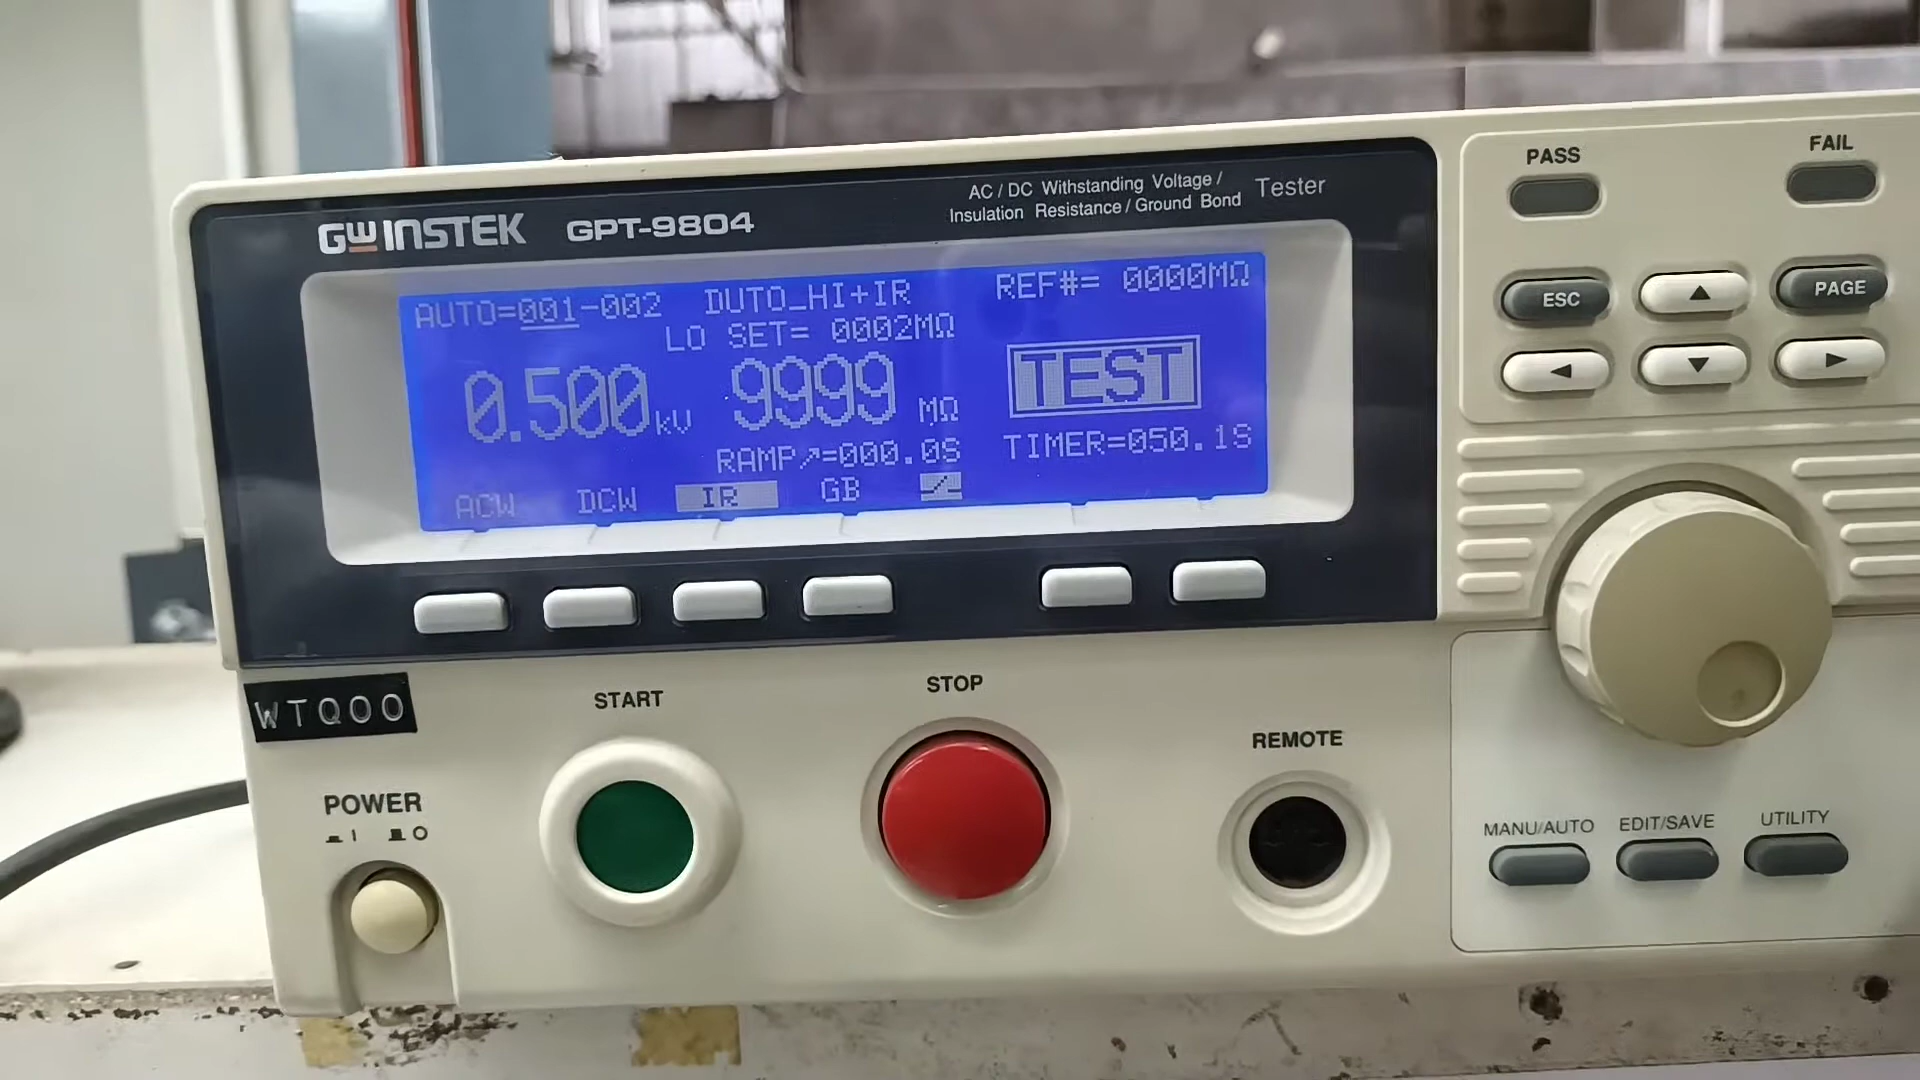 GWINSTEK GPT-9804
AC / DC Withstanding Voltage /
Insulation Resistance / Ground Bond
Tester
AUTO=001-002 DUTO_HI+IR REF#= 0000MΩ
LO SET= 0002MΩ
0.500kV 9999 MΩ TEST
RAMP↗=000.0S TIMER=050.1S
ACW DCW IR GB
PASS FAIL
ESC ▲ PAGE
◄ ▼ ►
WTQ00
START
STOP
REMOTE
POWER
I O
MANU/AUTO EDIT/SAVE UTILITY